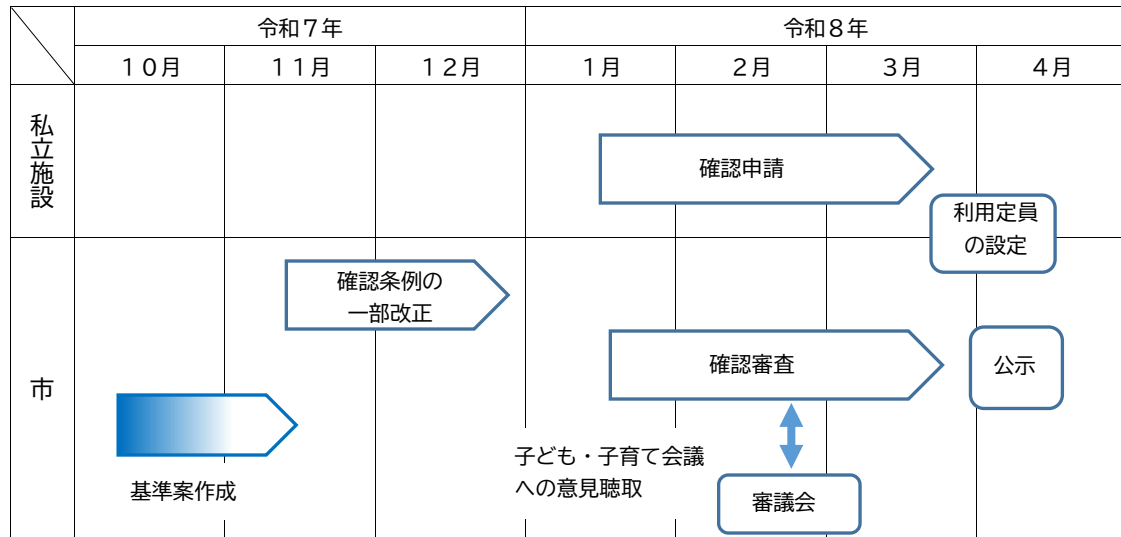 令和７年
令和８年
１０月
１１月
１２月
１月
２月
３月
４月
私立施設
確認申請
利用定員
の設定
市
確認条例の
一部改正
確認審査
公示
基準案作成
子ども・子育て会議
への意見聴取
審議会